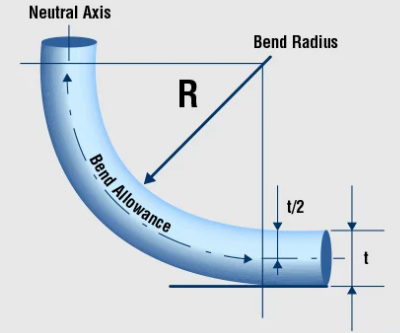 Neutral Axis
Bend Radius
R
Bend Allowance
t/2
t